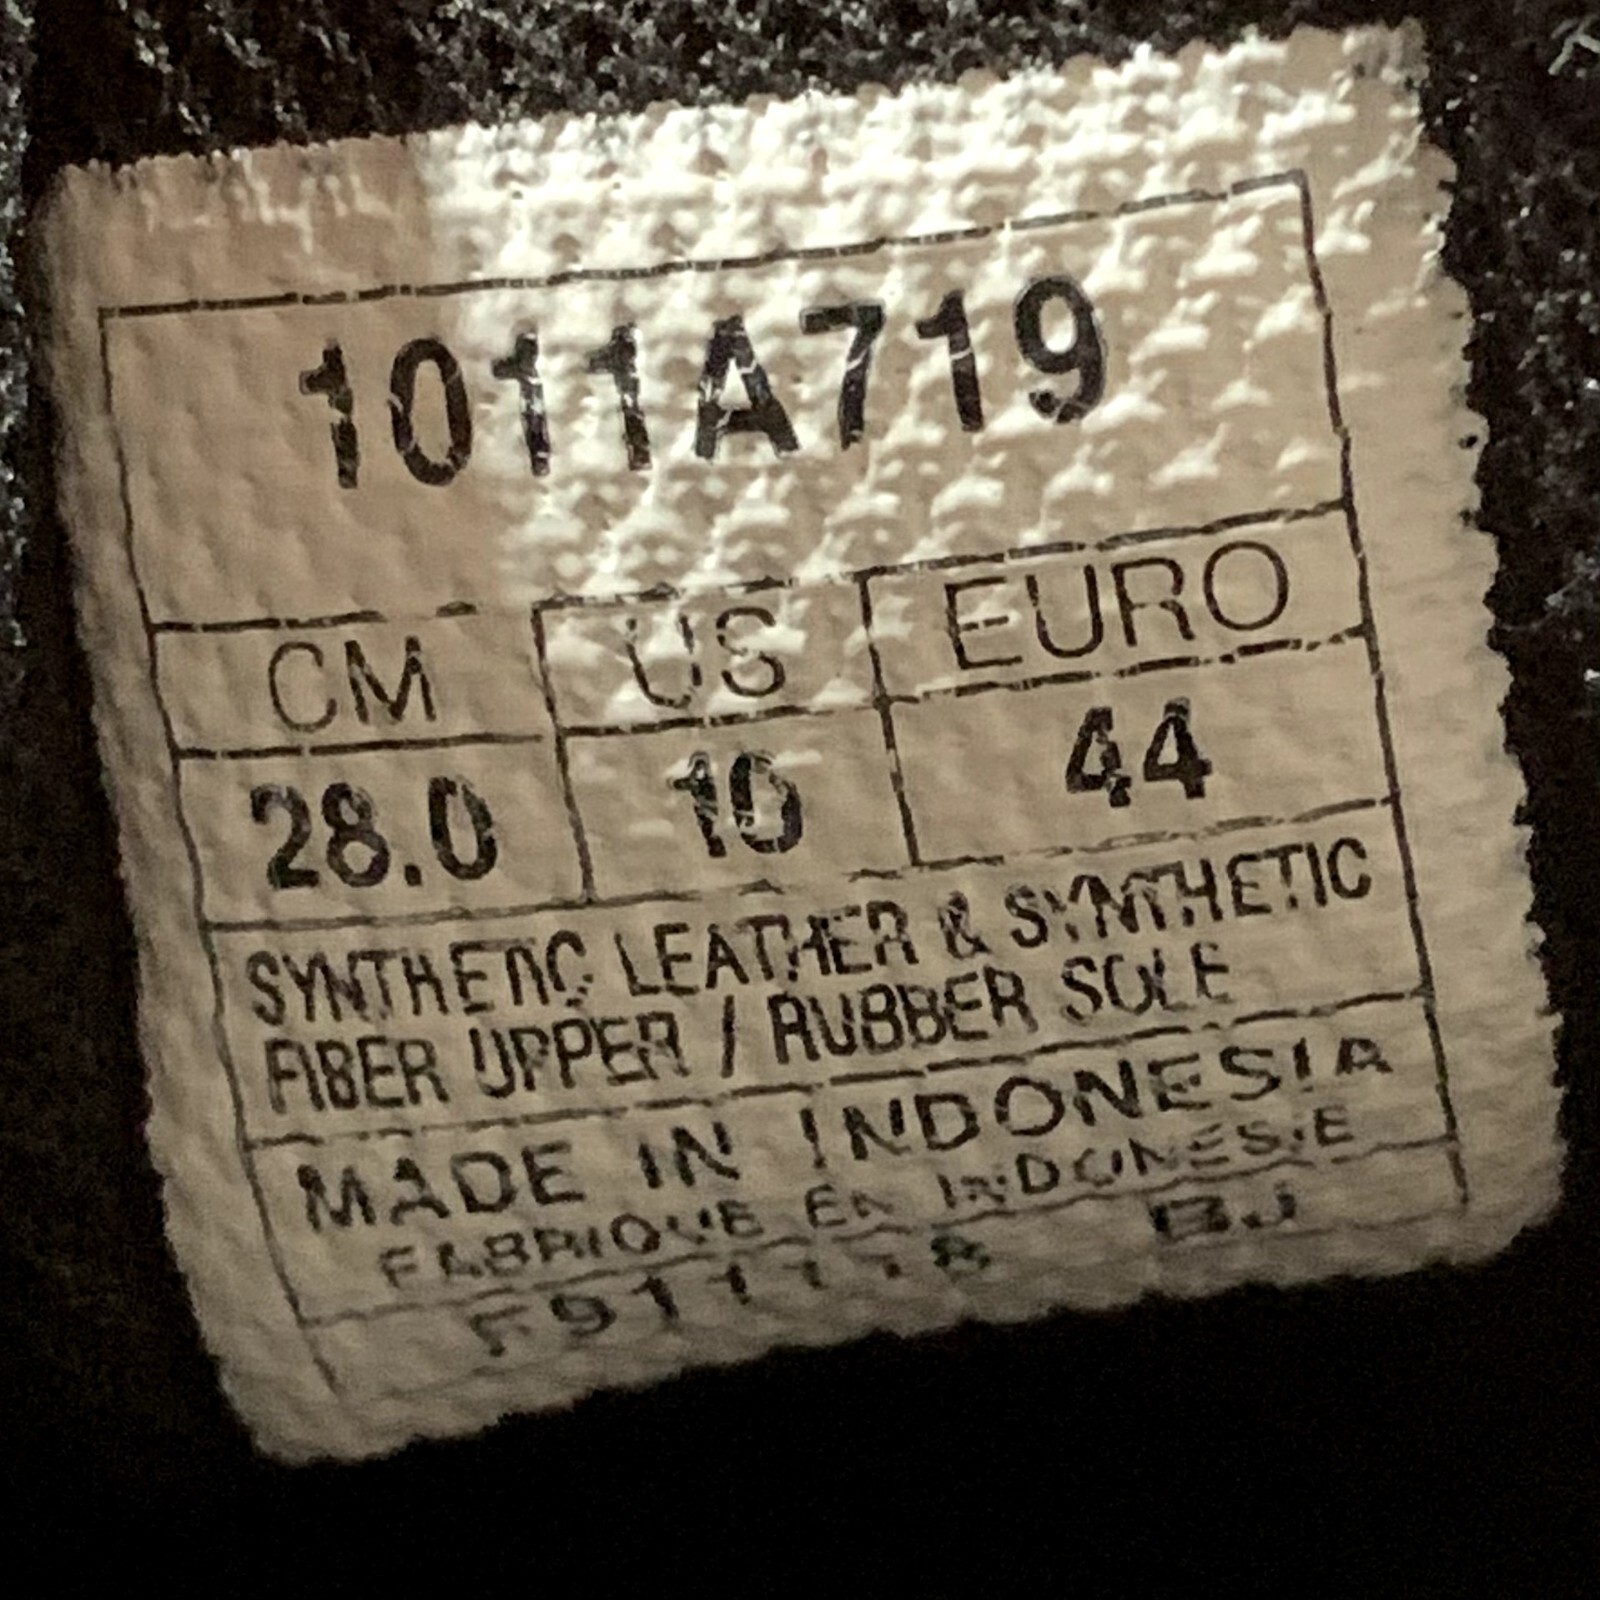 1011A719
CM US EURO
28.0 10 44
SYNTHETIC LEATHER & SYNTHETIC
FIBER UPPER / RUBBER SOLE
MADE IN INDONESIA
FABRIQUE EN INDONESIE
BJ